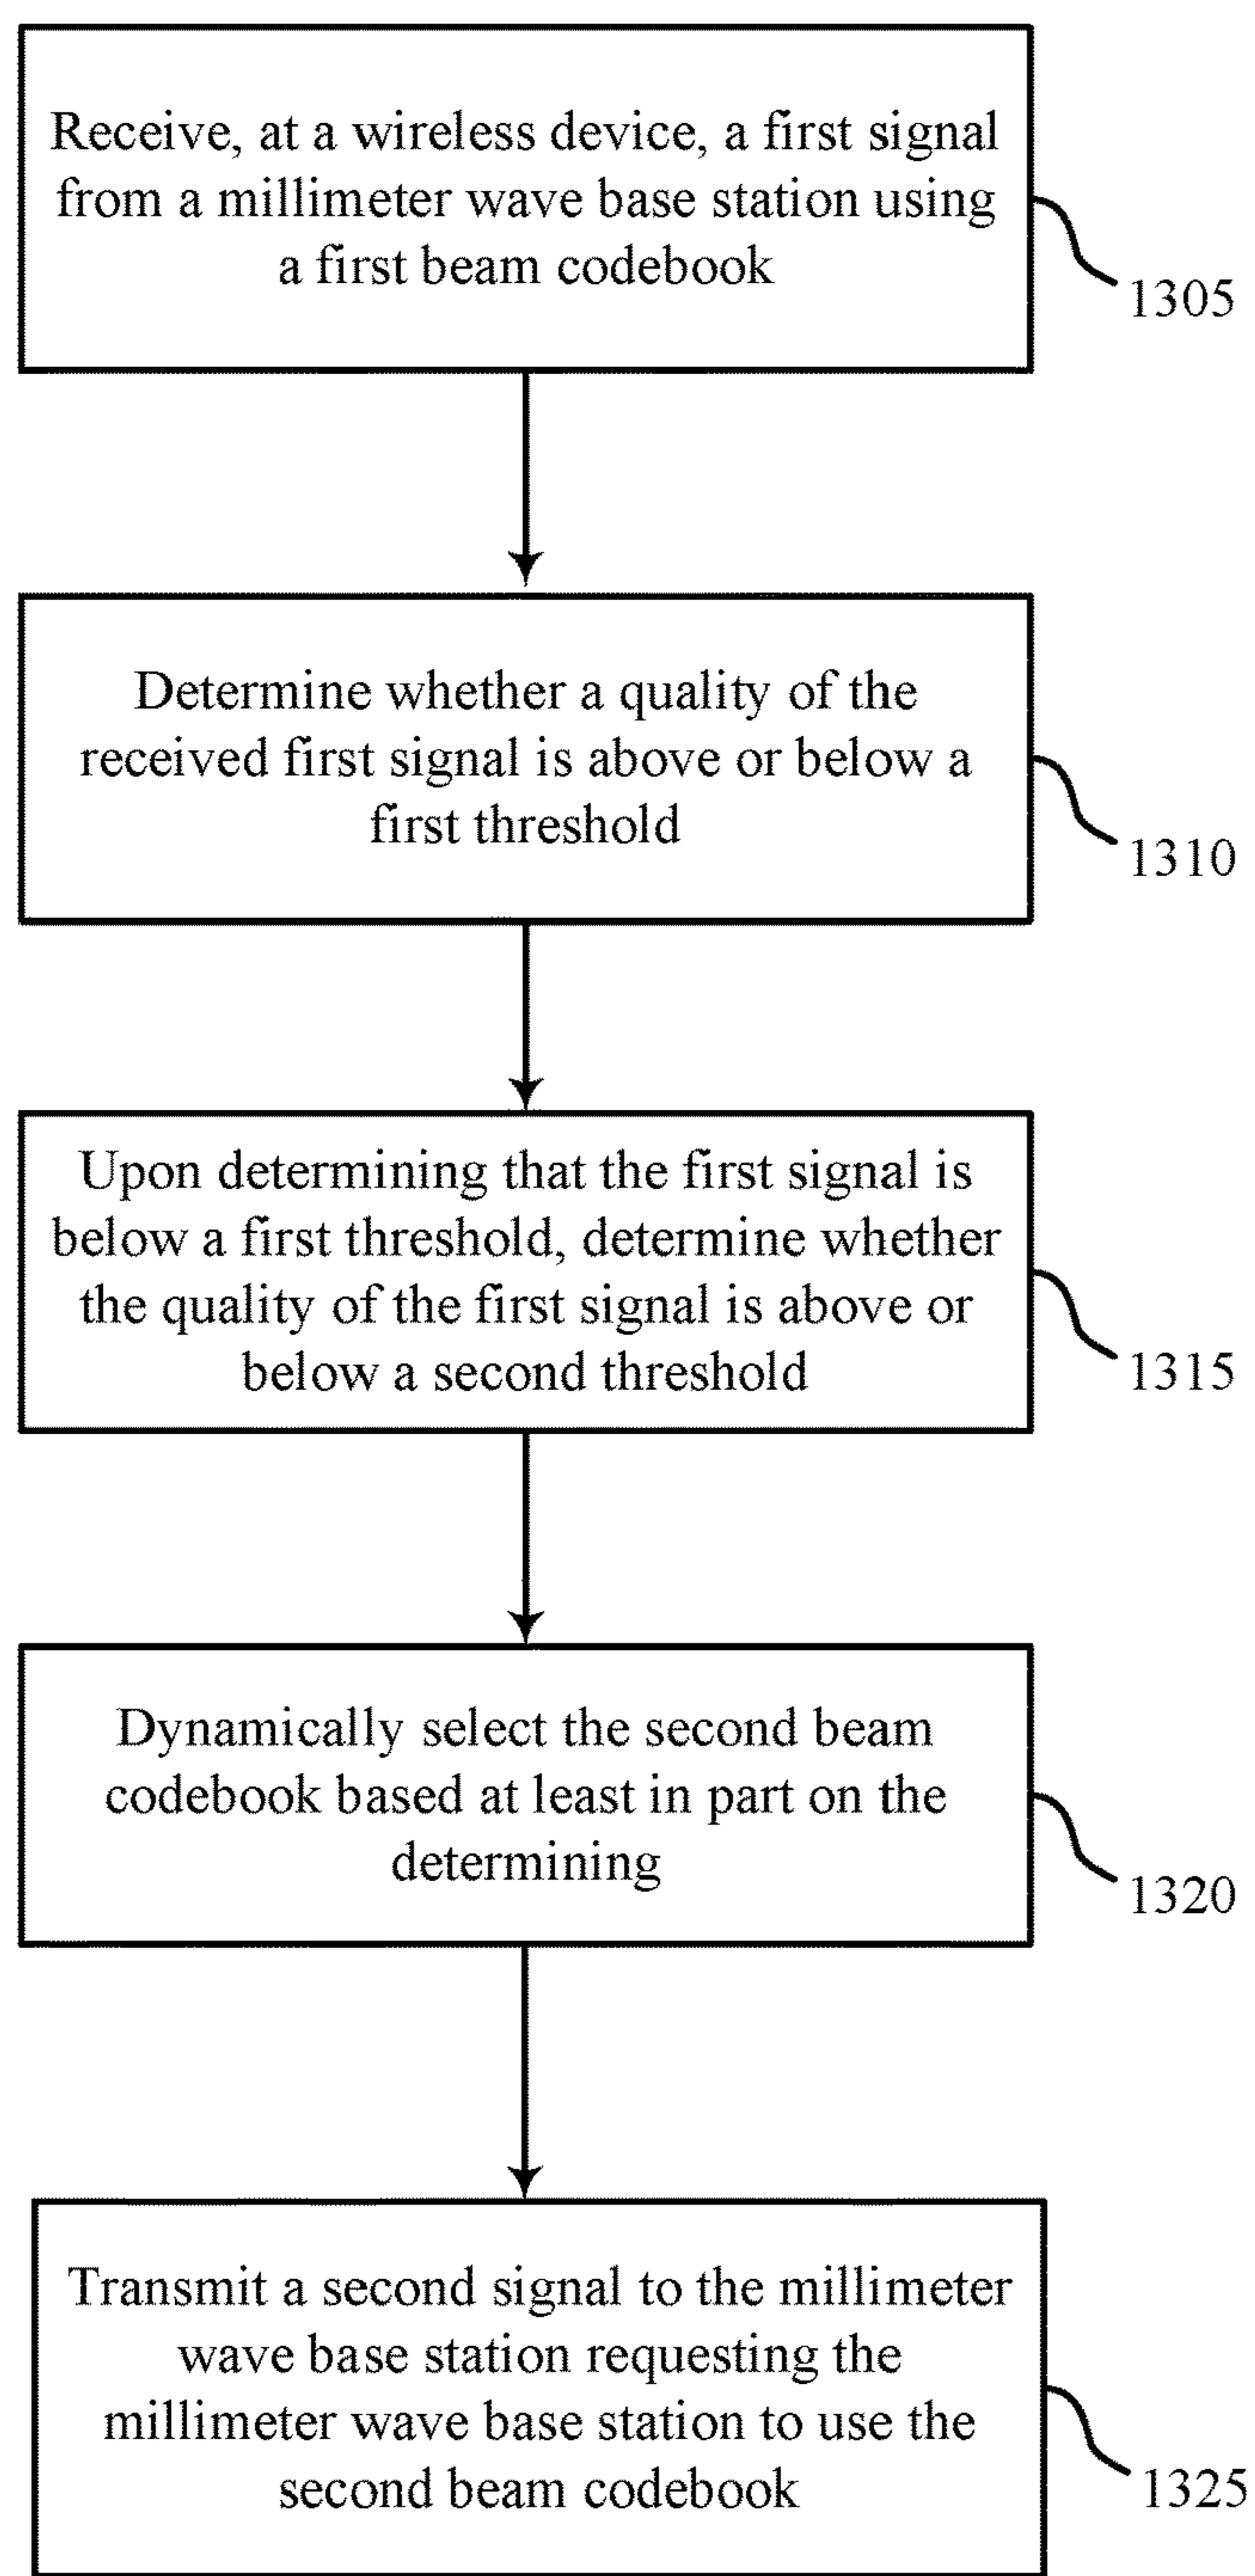 Receive, at a wireless device, a first signal
from a millimeter wave base station using
a first beam codebook
1305
Determine whether a quality of the
received first signal is above or below a
first threshold
1310
Upon determining that the first signal is
below a first threshold, determine whether
the quality of the first signal is above or
below a second threshold
1315
Dynamically select the second beam
codebook based at least in part on the
determining
1320
Transmit a second signal to the millimeter
wave base station requesting the
millimeter wave base station to use the
second beam codebook
1325